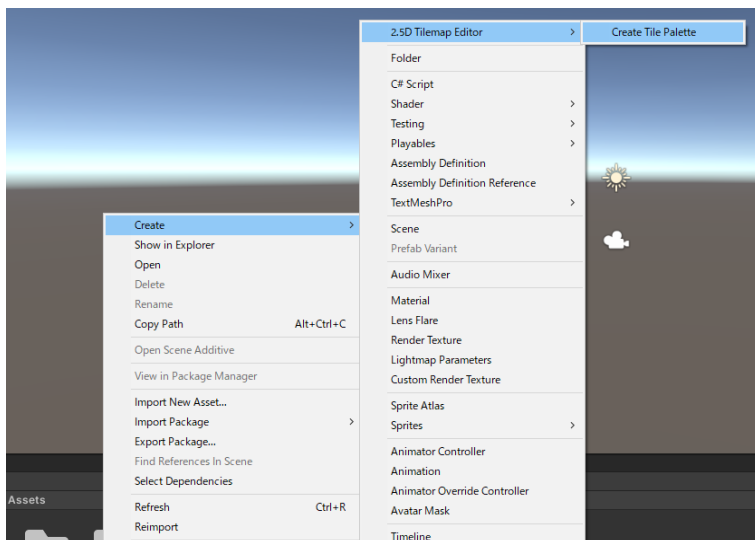 2.5D Tilemap Editor
Create Tile Palette
Folder
C# Script
Shader
Testing
Playables
Assembly Definition
Assembly Definition Reference
TextMeshPro
Scene
Prefab Variant
Audio Mixer
Material
Lens Flare
Render Texture
Lightmap Parameters
Custom Render Texture
Sprite Atlas
Sprites
Animator Controller
Animation
Animator Override Controller
Avatar Mask
Timeline
Create
Show in Explorer
Open
Delete
Rename
Copy Path Alt+Ctrl+C
Open Scene Additive
View in Package Manager
Import New Asset...
Import Package
Export Package...
Find References In Scene
Select Dependencies
Refresh Ctrl+R
Reimport
Assets